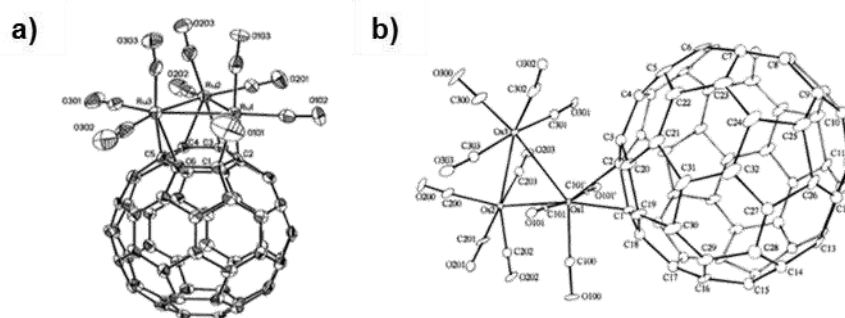 a)
O303
O203
O103
O202
Ru2
O201
O301
Ru3
Ru1
O102
O302
O101
C4
C3
C5
C2
C6
C1
b)
O300
O302
C300
C302
O301
C301
Os3
O303
C303
O203
C203
O200
C200
Os2
C101'
O101'
Os1
O101
C101
C201
O201
C202
O202
C100
O100
C6
C7
C8
C5
C4
C22
C23
C9
C10
C24
C25
C3
C21
C11
C2
C20
C31
C32
C26
C1
C19
C27
C30
C18
C29
C28
C13
C17
C16
C15
C14